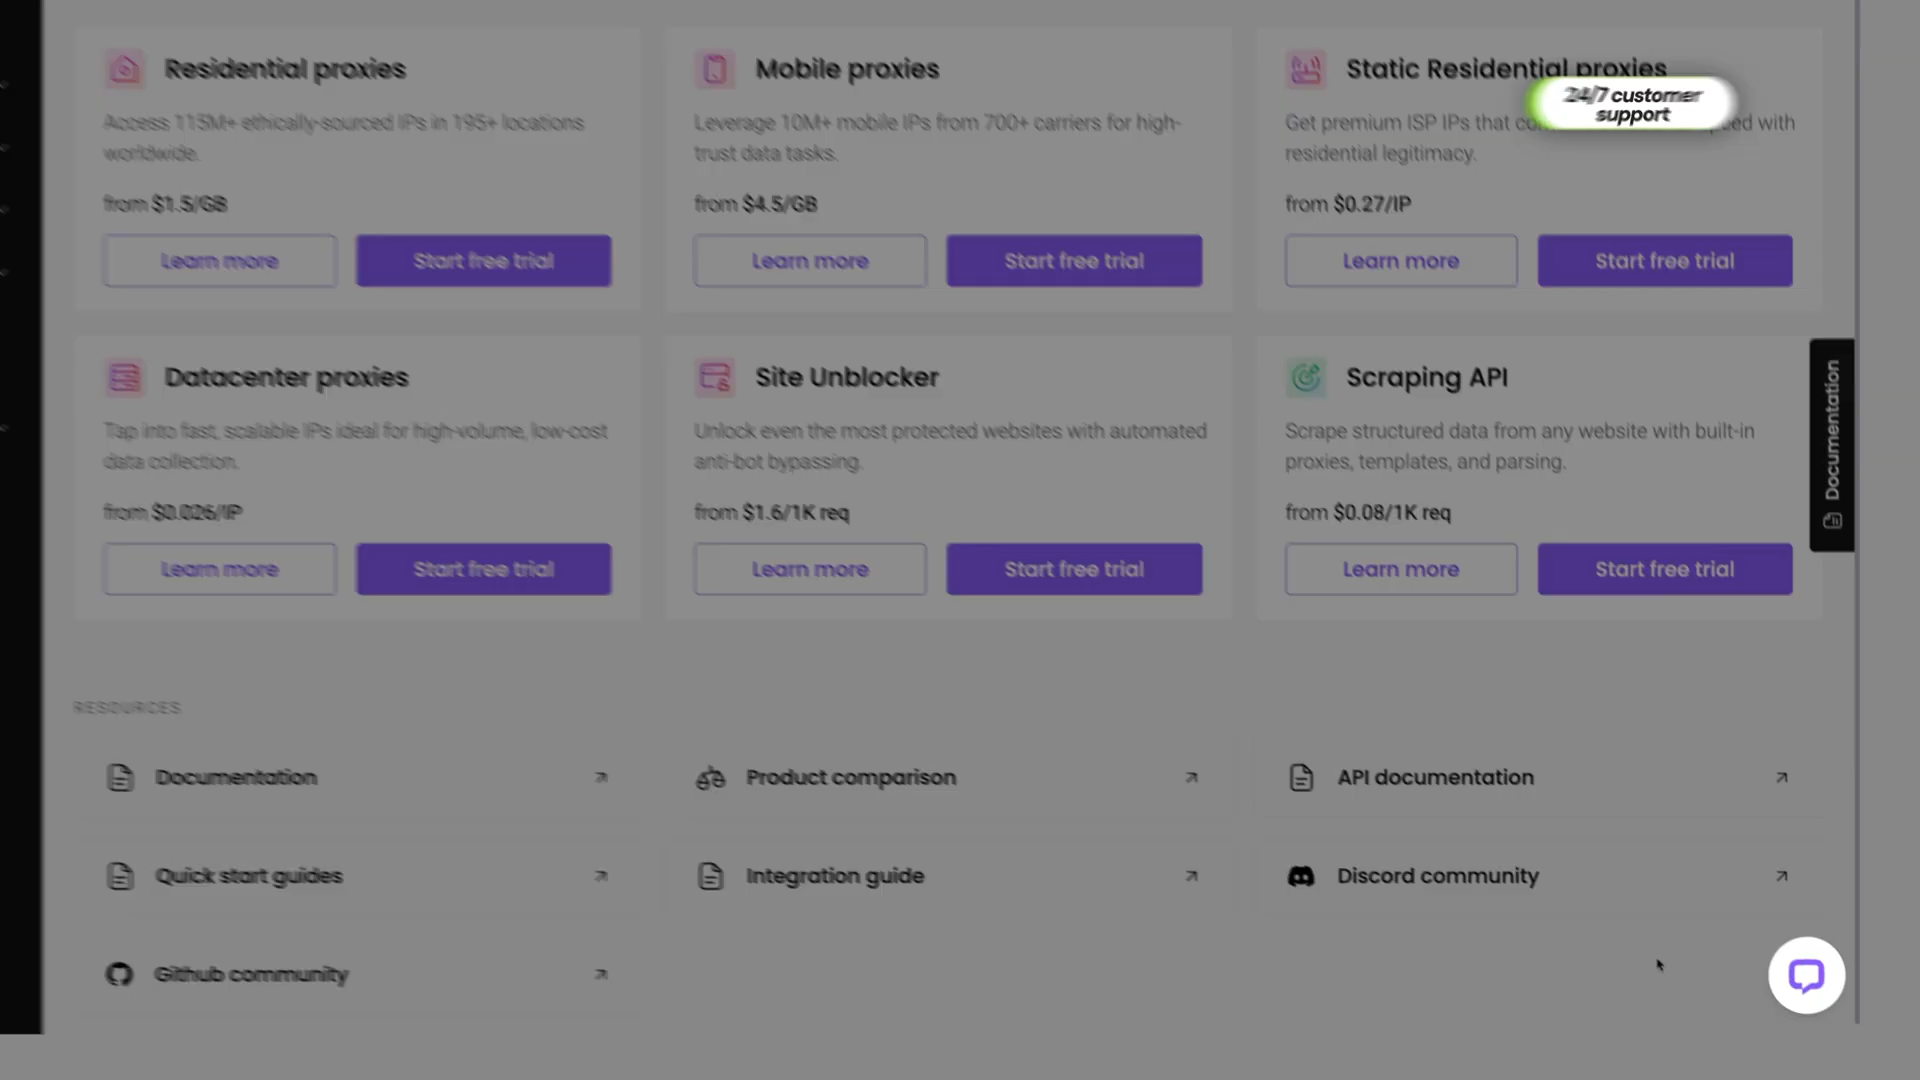 Residential proxies
Access 115M+ ethically-sourced IPs in 195+ locations
worldwide.
from $1.5/GB
Learn more
Start free trial
Mobile proxies
Leverage 10M+ mobile IPs from 700+ carriers for high-
trust data tasks.
from $4.5/GB
Learn more
Start free trial
Static Residential proxies
24/7 customer
support
Get premium ISP IPs that with
residential legitimacy.
from $0.27/IP
Learn more
Start free trial
Datacenter proxies
Tap into fast, scalable IPs ideal for high-volume, low-cost
data collection.
from $0.026/IP
Learn more
Start free trial
Site Unblocker
Unlock even the most protected websites with automated
anti-bot bypassing.
from $1.6/1K req
Learn more
Start free trial
Scraping API
Scrape structured data from any website with built-in
proxies, templates, and parsing.
from $0.08/1K req
Learn more
Start free trial
Documentation
RESOURCES
Documentation
Product comparison
API documentation
Quick start guides
Integration guide
Discord community
Github community